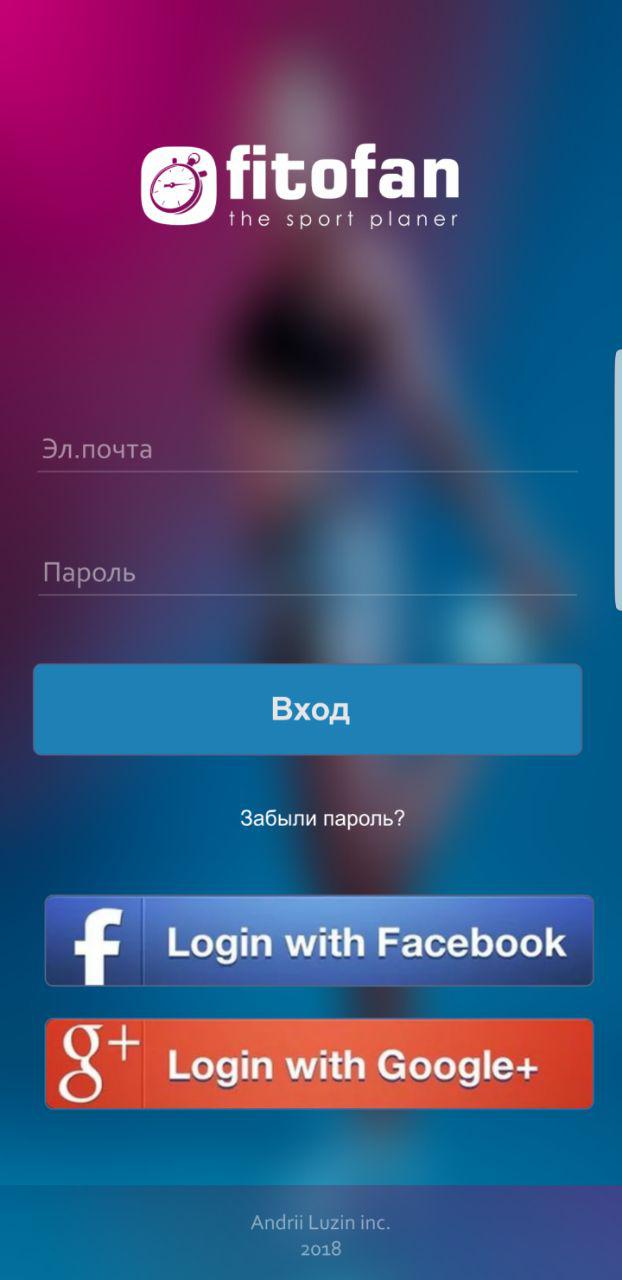 fitofan
the sport planer
Эл.почта
Пароль
Вход
Забыли пароль?
f Login with Facebook
g+ Login with Google+
Andrii Luzin inc.
2018